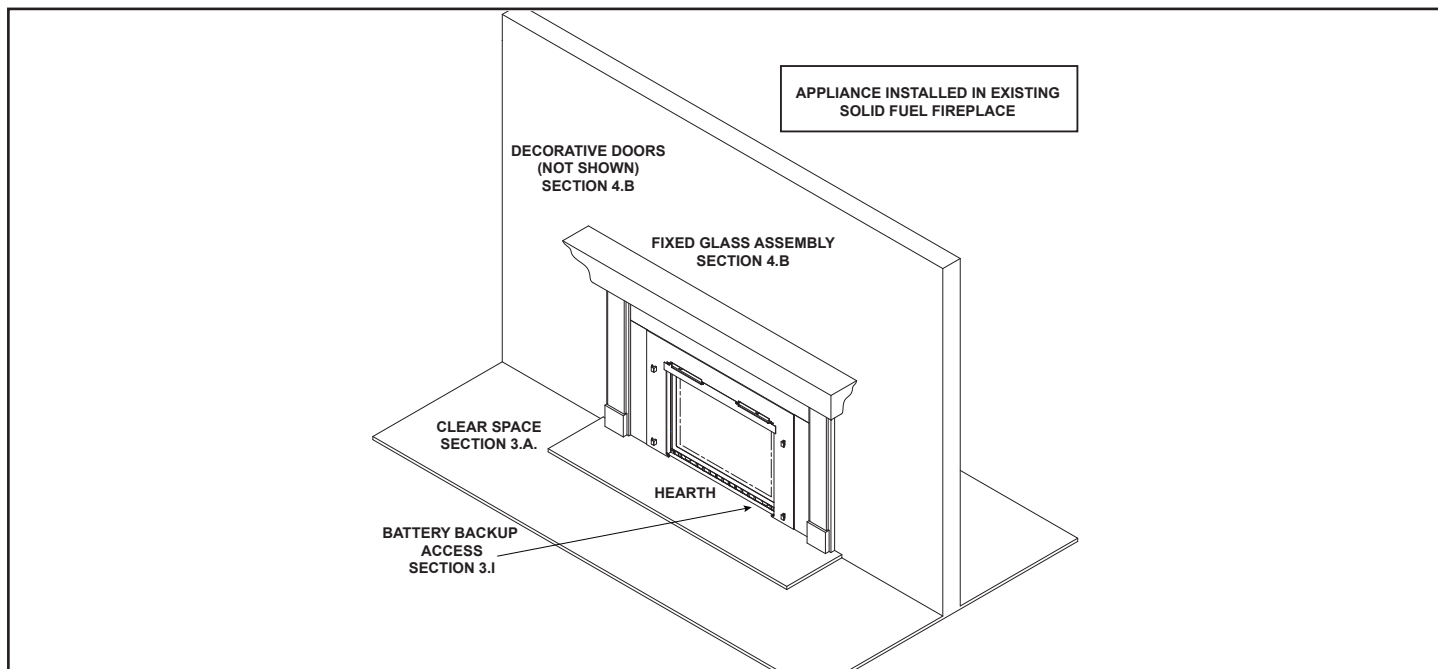 APPLIANCE INSTALLED IN EXISTING
SOLID FUEL FIREPLACE
DECORATIVE DOORS
(NOT SHOWN)
SECTION 4.B
FIXED GLASS ASSEMBLY
SECTION 4.B
CLEAR SPACE
SECTION 3.A.
HEARTH
BATTERY BACKUP
ACCESS
SECTION 3.I